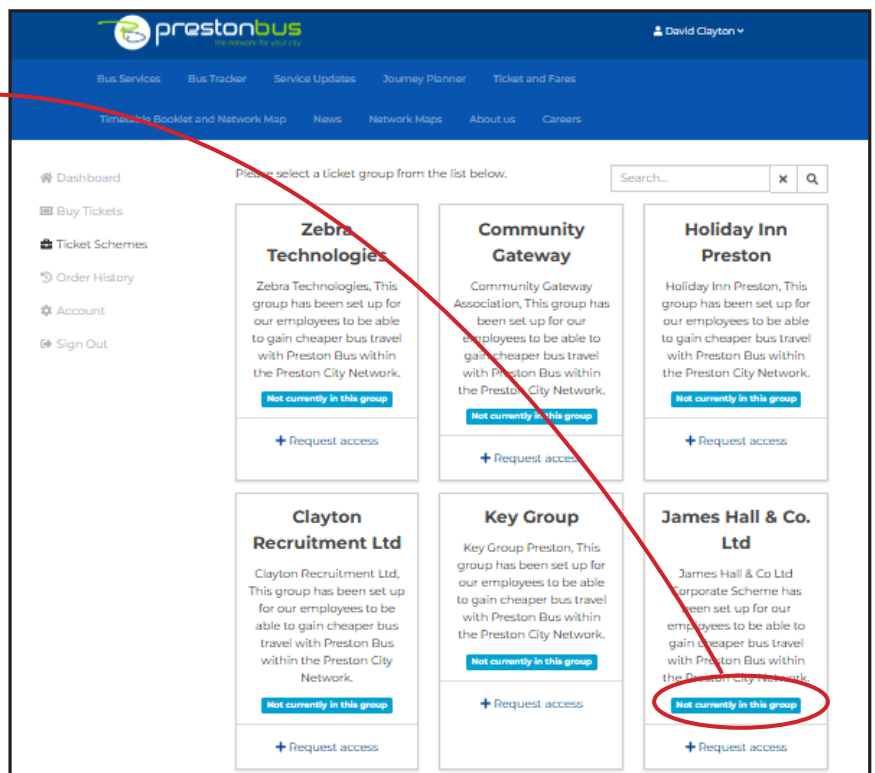 prestonbus
the network for your city
David Clayton
Bus Services Bus Tracker Service Updates Journey Planner Ticket and Fares
Timetable Booklet and Network Map News Network Maps About us Careers
Dashboard
Buy Tickets
Ticket Schemes
Order History
Account
Sign Out
Please select a ticket group from the list below.
Search...
Zebra
Technologies
Zebra Technologies, This
group has been set up for
our employees to be able
to gain cheaper bus travel
with Preston Bus within
the Preston City Network.
Not currently in this group
+ Request access
Community
Gateway
Community Gateway
Association, This group has
been set up for our
employees to be able to
gain cheaper bus travel
with Preston Bus within
the Preston City Network.
Not currently in this group
+ Request access
Holiday Inn
Preston
Holiday Inn Preston, This
group has been set up for
our employees to be able
to gain cheaper bus travel
with Preston Bus within
the Preston City Network.
Not currently in this group
+ Request access
Clayton
Recruitment Ltd
Clayton Recruitment Ltd,
This group has been set up
for our employees to be
able to gain cheaper bus
travel with Preston Bus
within the Preston City
Network.
Not currently in this group
+ Request access
Key Group
Key Group Preston, This
group has been set up for
our employees to be able
to gain cheaper bus travel
with Preston Bus within
the Preston City Network.
Not currently in this group
+ Request access
James Hall & Co.
Ltd
James Hall & Co Ltd
Corporate Scheme has
been set up for our
employees to be able to
gain cheaper bus travel
with Preston Bus within
the Preston City Network.
Not currently in this group
+ Request access